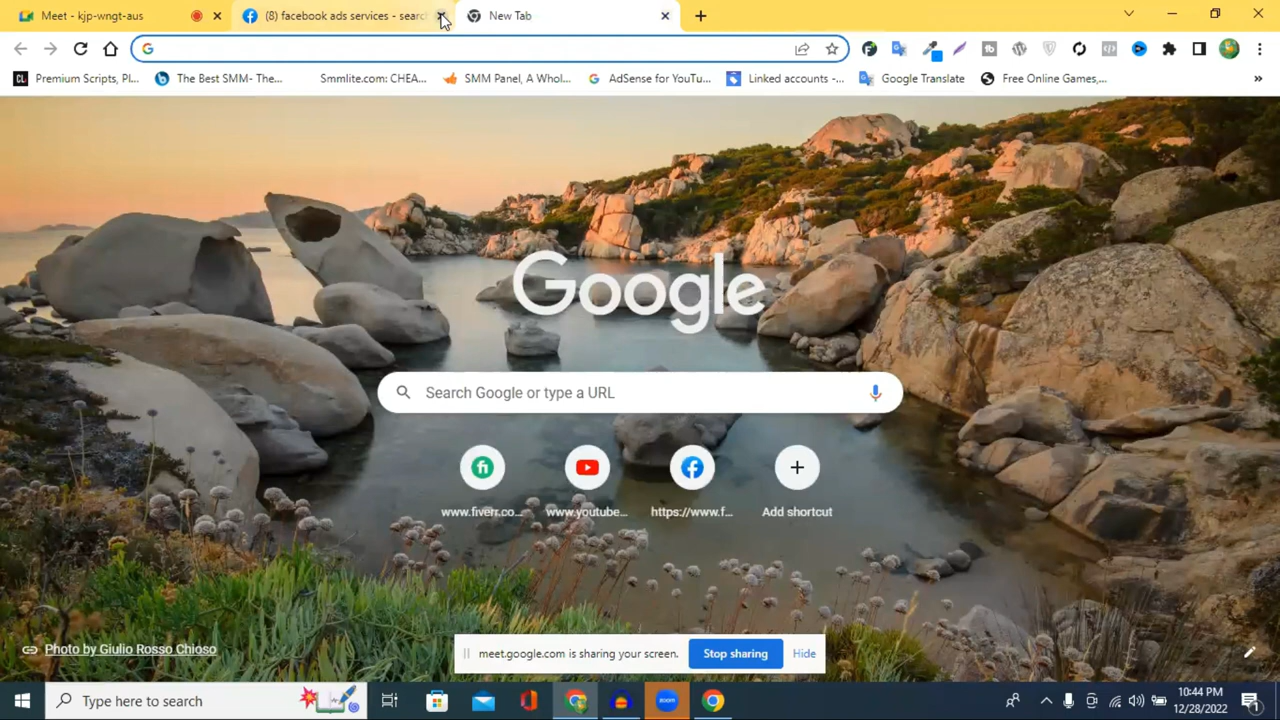 Meet - kjp-wngt-aus
(8) facebook ads services - searc
New Tab
Premium Scripts, Pl...
The Best SMM- The...
Smmlite.com: CHEA...
SMM Panel, A Whol...
AdSense for YouTu...
Linked accounts -...
Google Translate
Free Online Games,...
Google
Search Google or type a URL
www.fiverr.co...
www.youtube...
https://www.f...
Add shortcut
Photo by Giulio Rosso Chioso
meet.google.com is sharing your screen.
Stop sharing
Hide
Type here to search
zoom
10:44 PM
12/28/2022
1